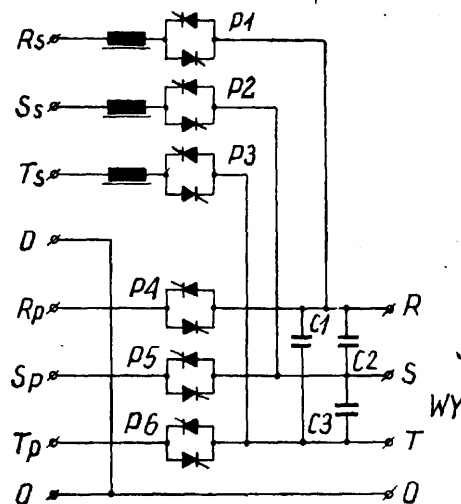 Rs P1
Ss P2
Ts P3
0
Rp P4 R
C1
C2
Sp P5 S
C3 WY
Tp P6 T
0 0